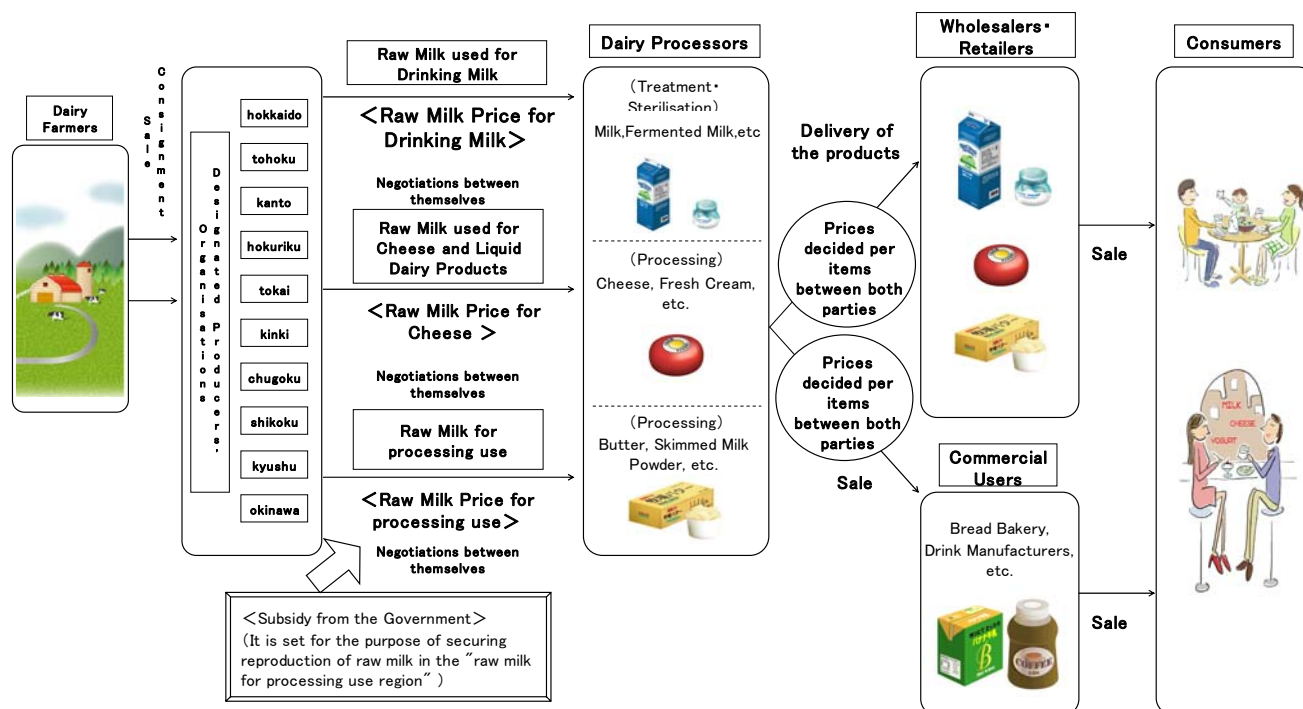 Dairy
Farmers
Consignment
Sale
Designated Producers'
Organisations
hokkaido
tohoku
kanto
hokuriku
tokai
kinki
chugoku
shikoku
kyushu
okinawa
Raw Milk used for
Drinking Milk
<Raw Milk Price for
Drinking Milk>
Negotiations between
themselves
Raw Milk used for
Cheese and Liquid
Dairy Products
<Raw Milk Price for
Cheese >
Negotiations between
themselves
Raw Milk for
processing use
<Raw Milk Price for
processing use>
Negotiations between
themselves
<Subsidy from the Government>
(It is set for the purpose of securing
reproduction of raw milk in the "raw milk
for processing use region" )
Dairy Processors
(Treatment・
Sterilisation)
Milk,Fermented Milk,etc
(Processing)
Cheese, Fresh Cream,
etc.
(Processing)
Butter, Skimmed Milk
Powder, etc.
Delivery of
the products
Prices
decided per
items
between both
parties
Prices
decided per
items
between both
parties
Sale
Wholesalers・
Retailers
Commercial
Users
Bread Bakery,
Drink Manufacturers,
etc.
B
COFFEE
Sale
Sale
Consumers
MILK
CHEESE
YOGURT